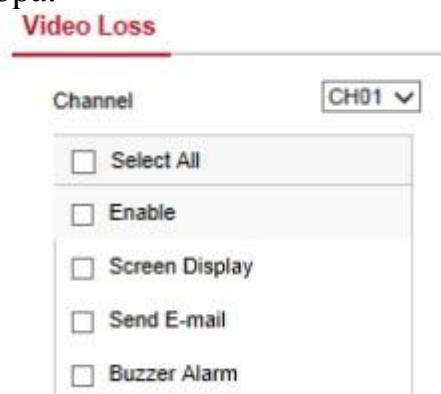 Video Loss
Channel CH01
Select All
Enable
Screen Display
Send E-mail
Buzzer Alarm